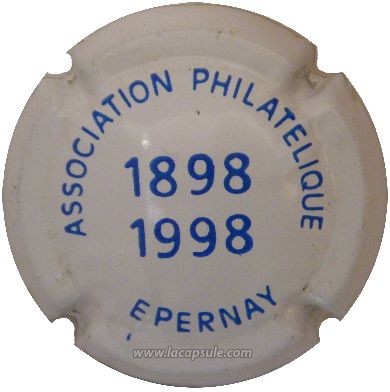 ASSOCIATION PHILATELIQUE
1898
1998
EPERNAY
www.lacapsule.com